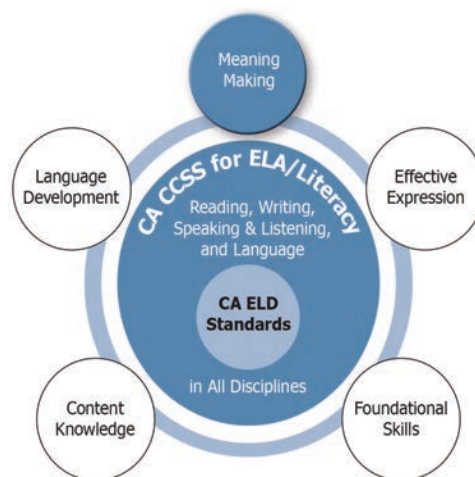 Meaning
Making
Language
Development
Effective
Expression
CA CCSS for ELA/Literacy
Reading, Writing,
Speaking & Listening,
and Language
CA ELD
Standards
in All Disciplines
Content
Knowledge
Foundational
Skills